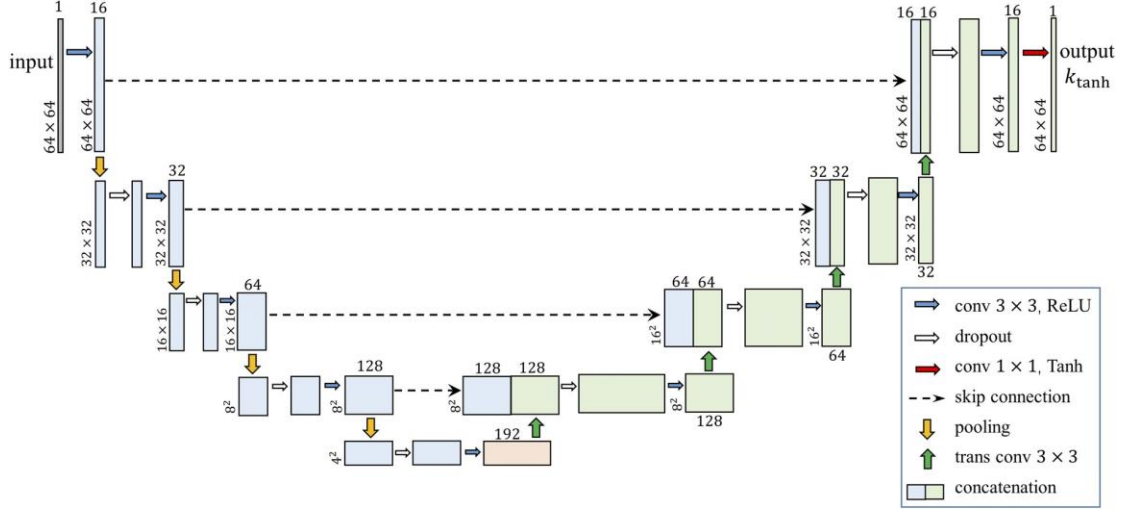 1
16
input
64 × 64
64 × 64
32
32 × 32
32 × 32
64
16 × 16
16 × 16
128
8²
8²
4²
192
128
128
8²
8²
128
64
64
16²
16²
64
32
32
32 × 32
32 × 32
32
16
16
16
1
64 × 64
64 × 64
64 × 64
output
k_tanh
conv 3 × 3, ReLU
dropout
conv 1 × 1, Tanh
skip connection
pooling
trans conv 3 × 3
concatenation